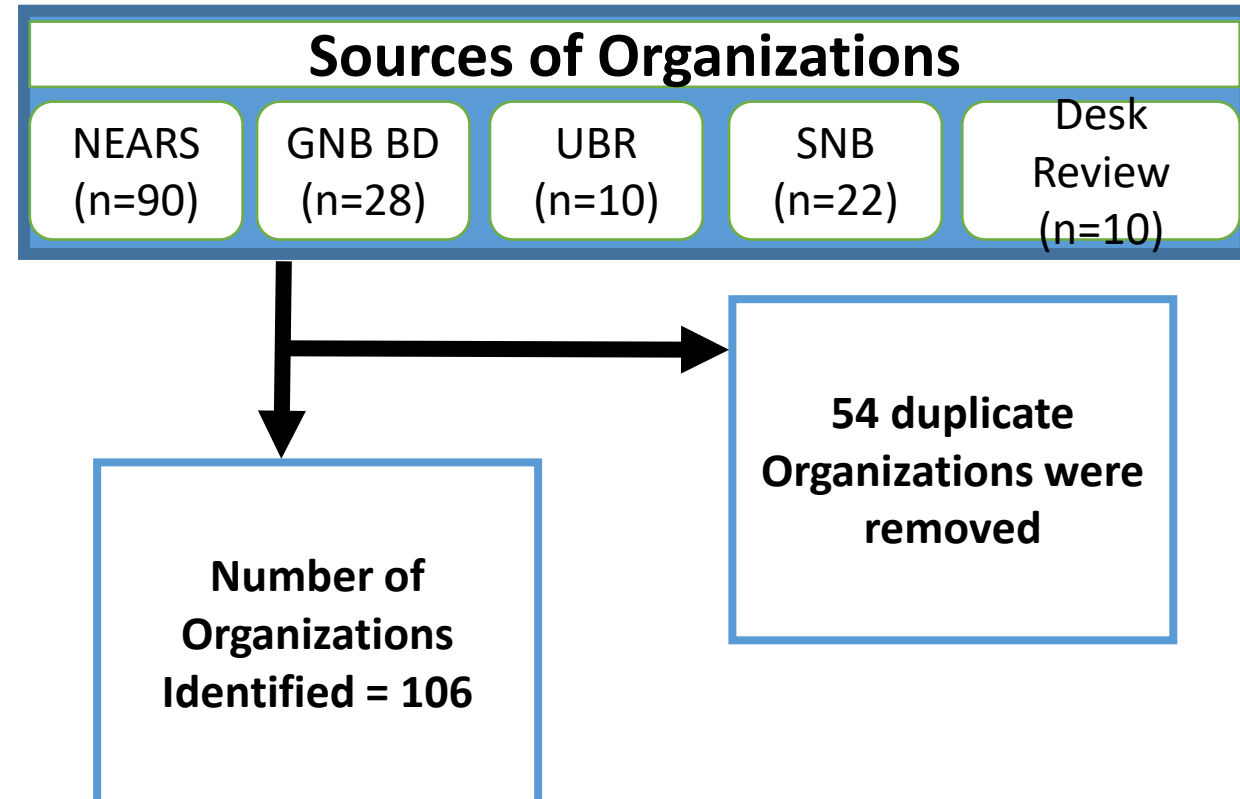 Sources of Organizations
NEARS
(n=90)
GNB BD
(n=28)
UBR
(n=10)
SNB
(n=22)
Desk
Review
(n=10)
54 duplicate
Organizations were
removed
Number of
Organizations
Identified = 106